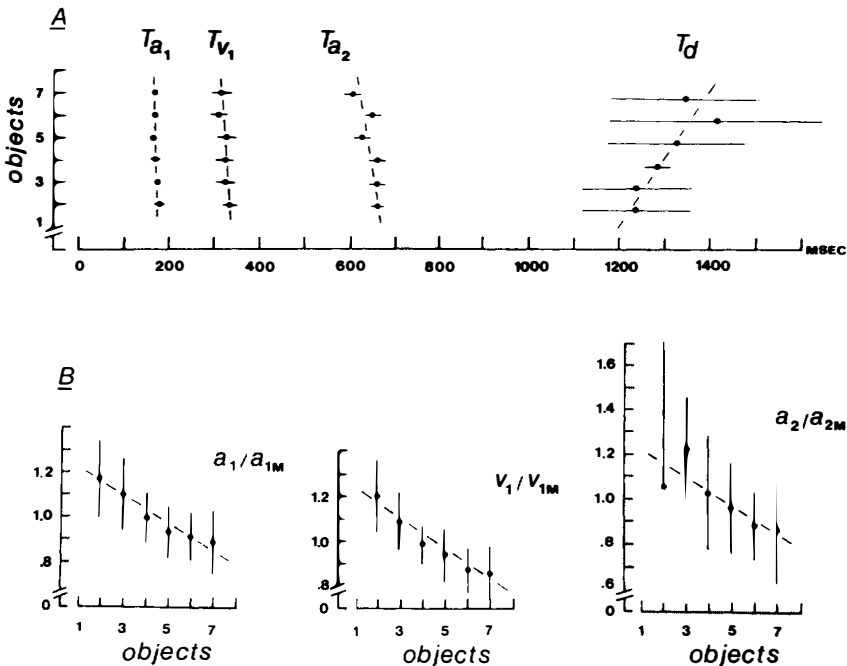 A
Ta1 Tv1 Ta2 Td
objects
7
5
3
1
0 200 400 600 800 1000 1200 1400 MSEC
B
a1/a1M
1.2
1.0
.8
0
1 3 5 7
objects
v1/v1M
1.2
1.0
.8
0
1 3 5 7
objects
a2/a2M
1.6
1.4
1.2
1.0
.8
.6
0
1 3 5 7
objects